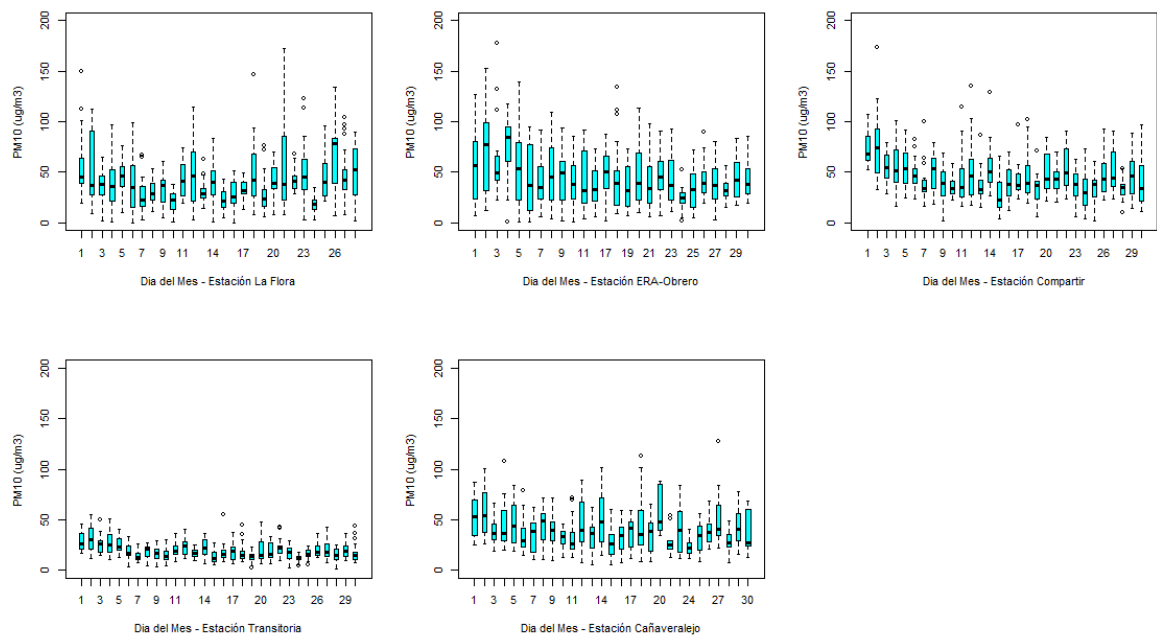 PM10 (ug/m3)
200
150
100
50
0
1 3 5 7 9 11 14 17 20 23 26
Dia del Mes - Estación La Flora
PM10 (ug/m3)
200
150
100
50
0
1 3 5 7 9 11 13 15 17 19 21 23 25 27 29
Dia del Mes - Estación ERA-Obrero
PM10 (ug/m3)
200
150
100
50
0
1 3 5 7 9 11 14 17 20 23 26 29
Dia del Mes - Estación Compartir
PM10 (ug/m3)
200
150
100
50
0
1 3 5 7 9 11 14 17 20 23 26 29
Dia del Mes - Estación Transitoria
PM10 (ug/m3)
200
150
100
50
0
1 3 5 7 9 11 14 17 20 24 27 30
Dia del Mes - Estación Cañaveralejo